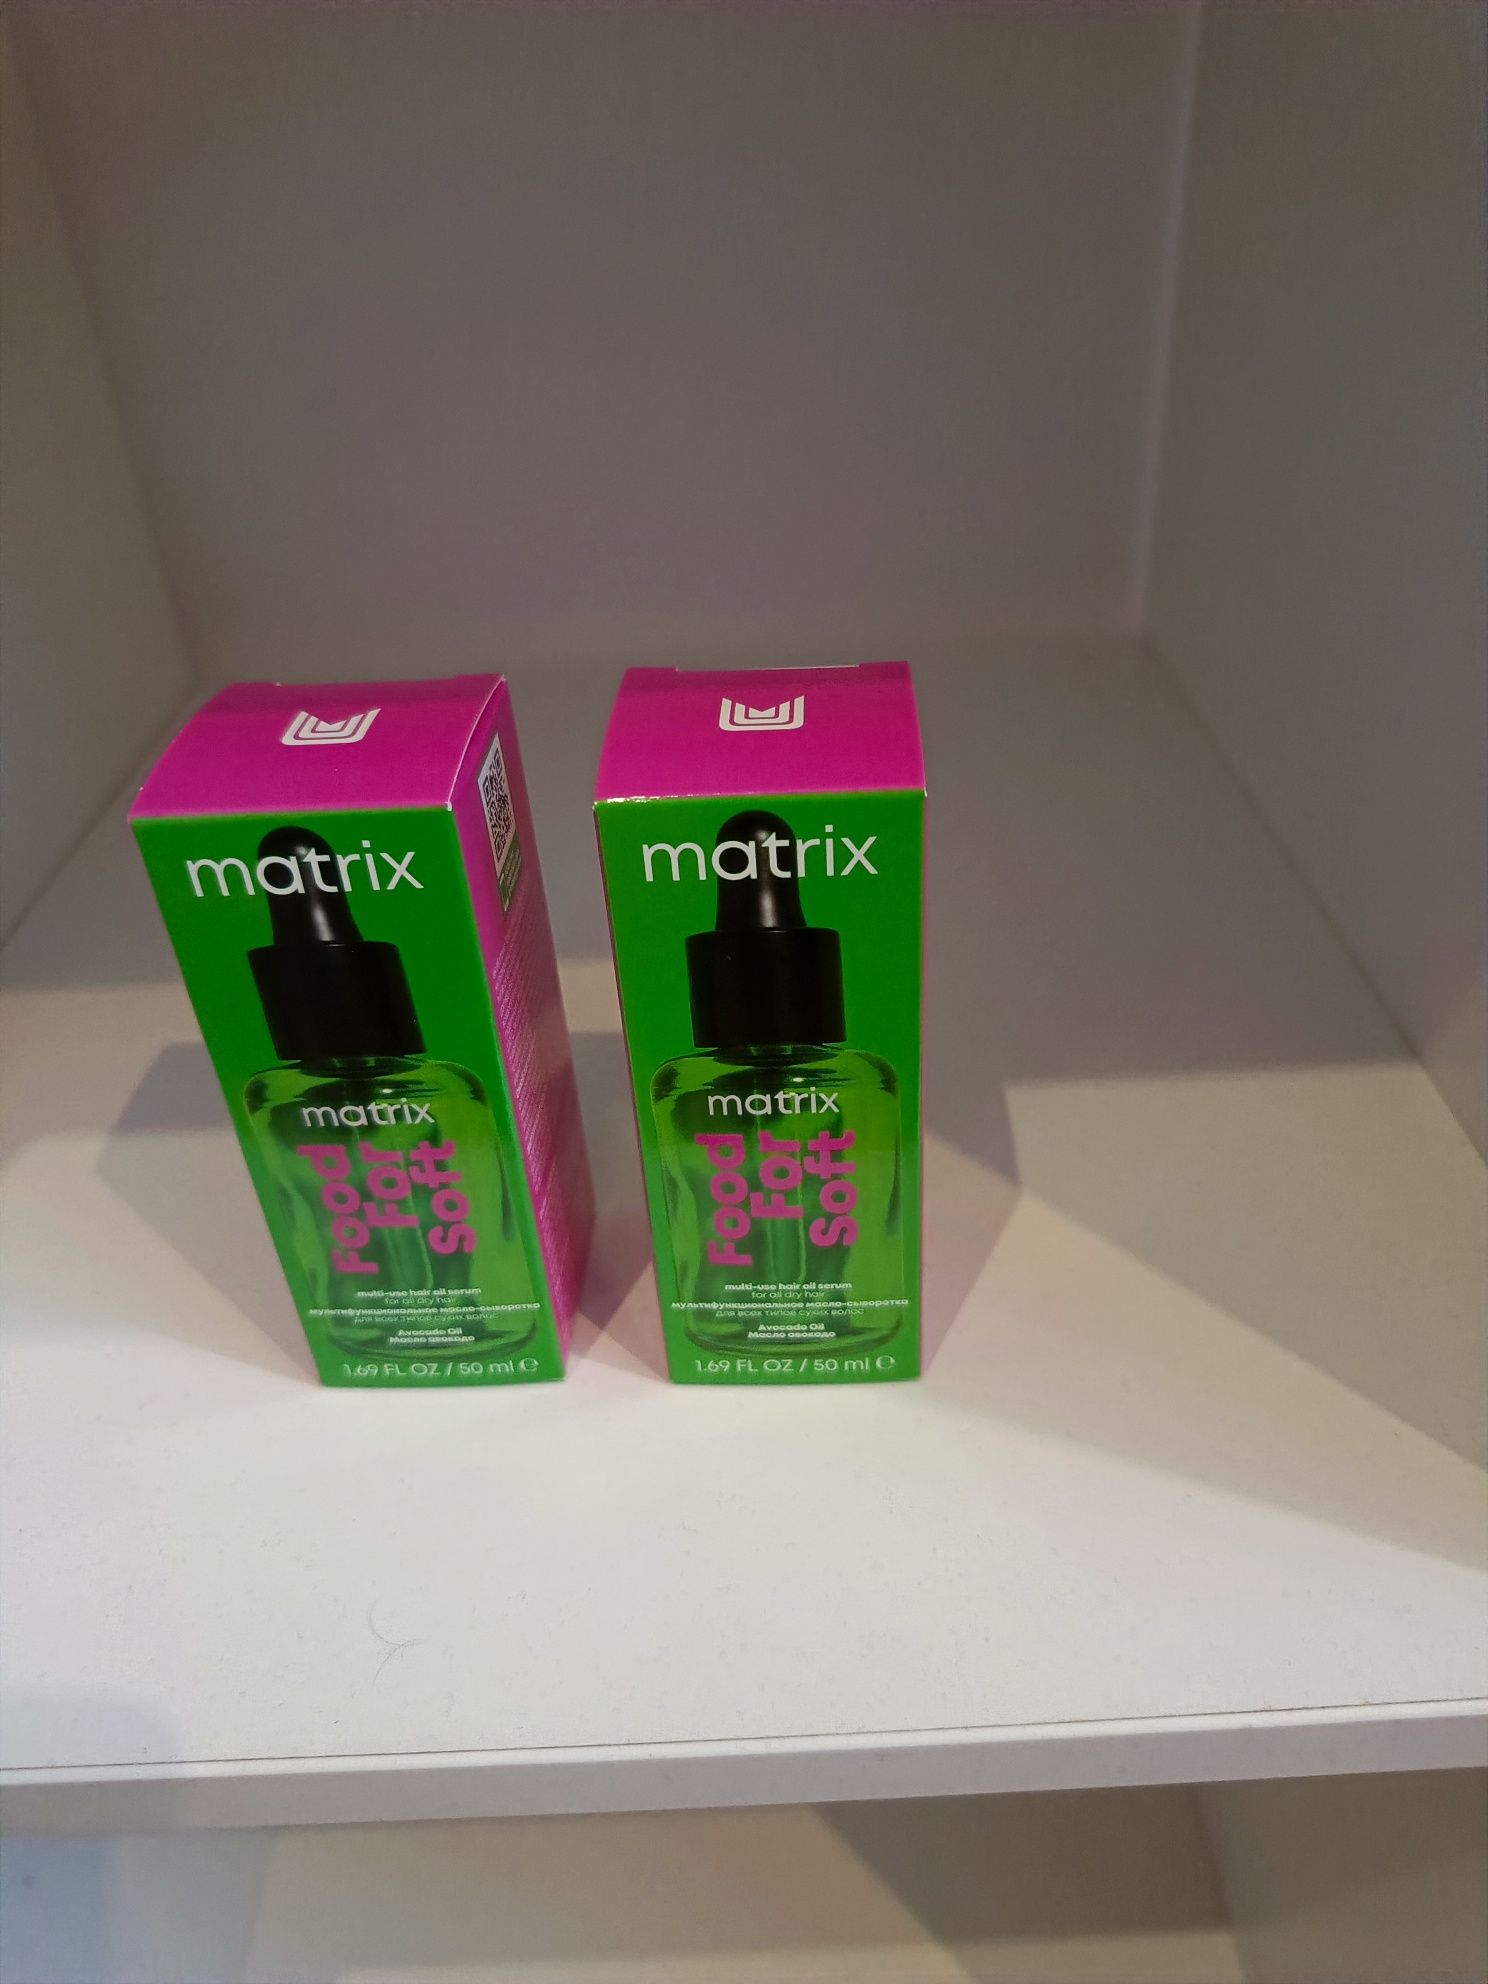 matrix
matrix
Food
For
Soft
multi-use hair oil serum
for all dry hair
мультифункциональное масло-сыворотка
для всех типов сухих волос
Avocado Oil
Масло авокадо
1.69 FL OZ / 50 ml ℮
matrix
matrix
Food
For
Soft
multi-use hair oil serum
for all dry hair
мультифункциональное масло-сыворотка
для всех типов сухих волос
Avocado Oil
Масло авокадо
1.69 FL OZ / 50 ml ℮